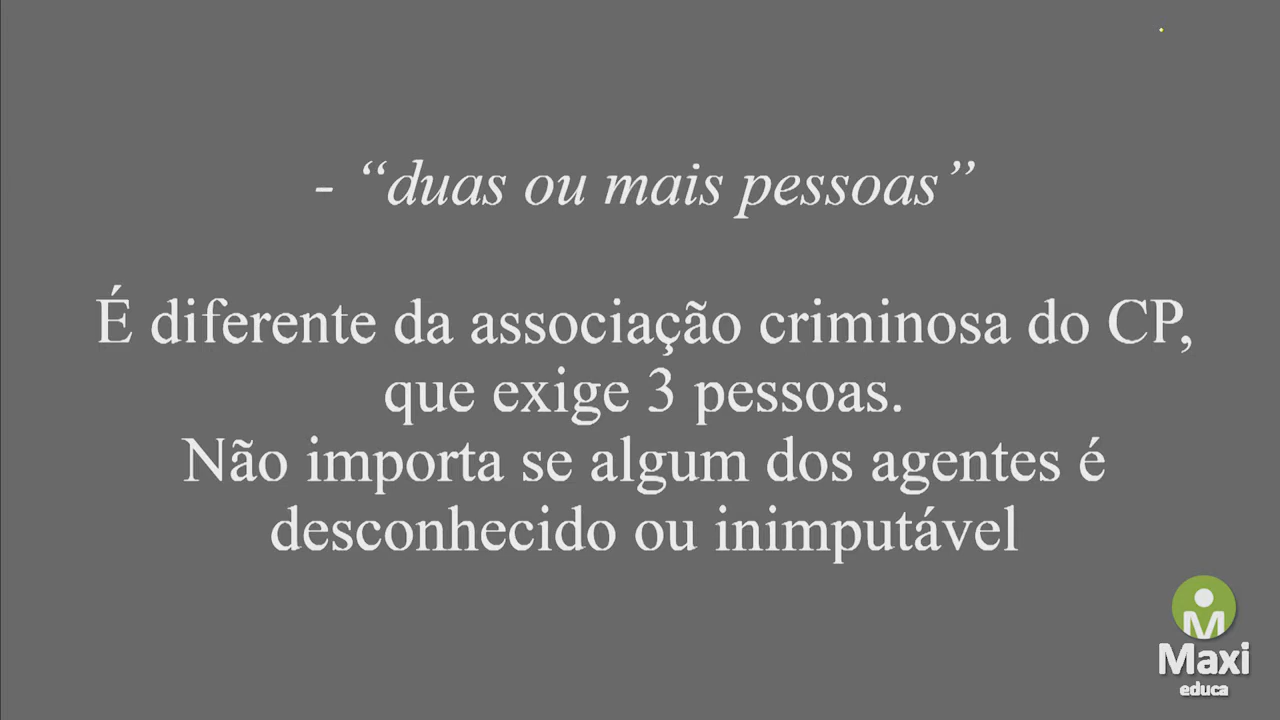 - “duas ou mais pessoas”
É diferente da associação criminosa do CP,
que exige 3 pessoas.
Não importa se algum dos agentes é
desconhecido ou inimputável
M
Maxi
educa